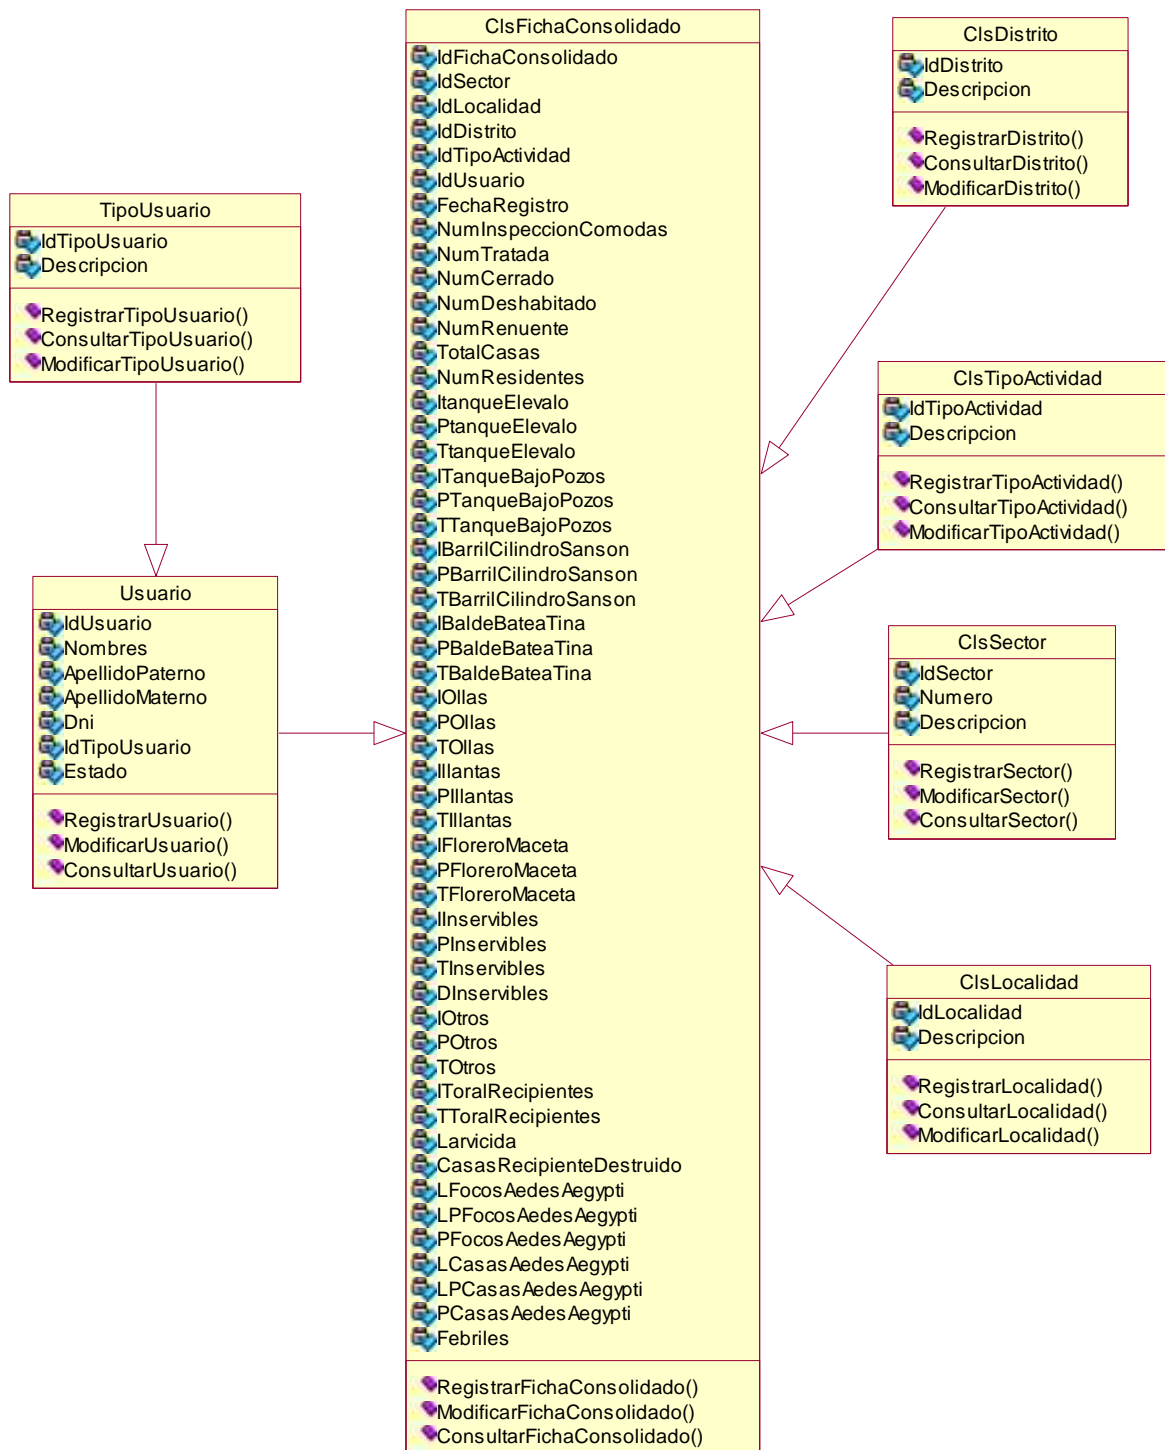 TipoUsuario
IdTipoUsuario
Descripcion
RegistrarTipoUsuario()
ConsultarTipoUsuario()
ModificarTipoUsuario()
Usuario
IdUsuario
Nombres
ApellidoPaterno
ApellidoMaterno
Dni
IdTipoUsuario
Estado
RegistrarUsuario()
ModificarUsuario()
ConsultarUsuario()
ClsFichaConsolidado
IdFichaConsolidado
IdSector
IdLocalidad
IdDistrito
IdTipoActividad
IdUsuario
FechaRegistro
NumInspeccionComodas
NumTratada
NumCerrado
NumDeshabitado
NumRenuente
TotalCasas
NumResidentes
ItanqueElevalo
PtanqueElevalo
TtanqueElevalo
ITanqueBajoPozos
PTanqueBajoPozos
TTanqueBajoPozos
IBarrilCilindroSanson
PBarrilCilindroSanson
TBarrilCilindroSanson
IBaldeBateaTina
PBaldeBateaTina
TBaldeBateaTina
IOllas
POllas
TOllas
Illantas
PIllantas
TIllantas
IFloreroMaceta
PFloreroMaceta
TFloreroMaceta
IInservibles
PInservibles
TInservibles
DInservibles
IOtros
POtros
TOtros
IToralRecipientes
TToralRecipientes
Larvicida
CasasRecipienteDestruido
LFocosAedesAegypti
LPFocosAedesAegypti
PFocosAedesAegypti
LCasasAedesAegypti
LPCasasAedesAegypti
PCasasAedesAegypti
Febriles
RegistrarFichaConsolidado()
ModificarFichaConsolidado()
ConsultarFichaConsolidado()
ClsDistrito
IdDistrito
Descripcion
RegistrarDistrito()
ConsultarDistrito()
ModificarDistrito()
ClsTipoActividad
IdTipoActividad
Descripcion
RegistrarTipoActividad()
ConsultarTipoActividad()
ModificarTipoActividad()
ClsSector
IdSector
Numero
Descripcion
RegistrarSector()
ModificarSector()
ConsultarSector()
ClsLocalidad
IdLocalidad
Descripcion
RegistrarLocalidad()
ConsultarLocalidad()
ModificarLocalidad()